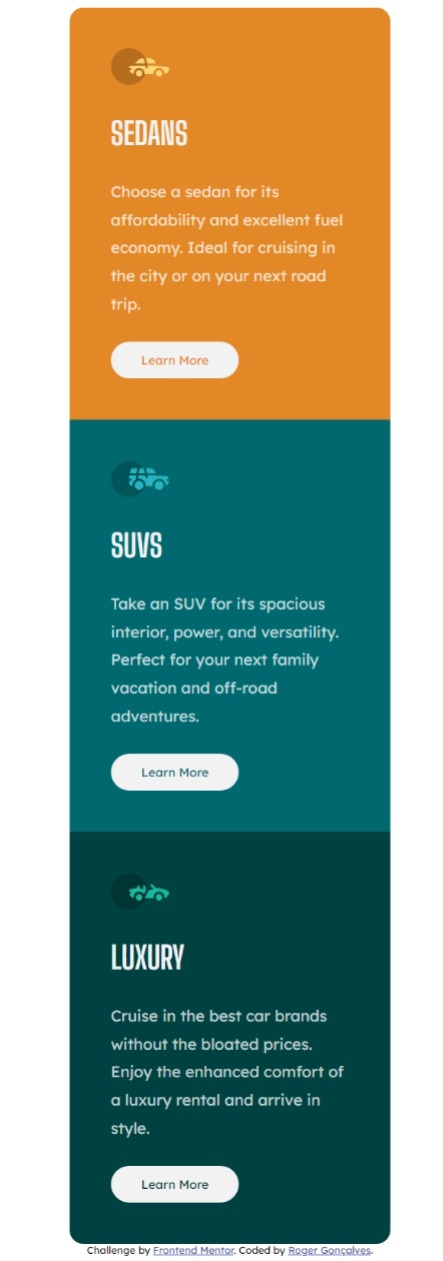 SEDANS
Choose a sedan for its
affordability and excellent fuel
economy. Ideal for cruising in
the city or on your next road
trip.
Learn More
SUVS
Take an SUV for its spacious
interior, power, and versatility.
Perfect for your next family
vacation and off-road
adventures.
Learn More
LUXURY
Cruise in the best car brands
without the bloated prices.
Enjoy the enhanced comfort of
a luxury rental and arrive in
style.
Learn More
Challenge by Frontend Mentor. Coded by Roger Gonçalves.